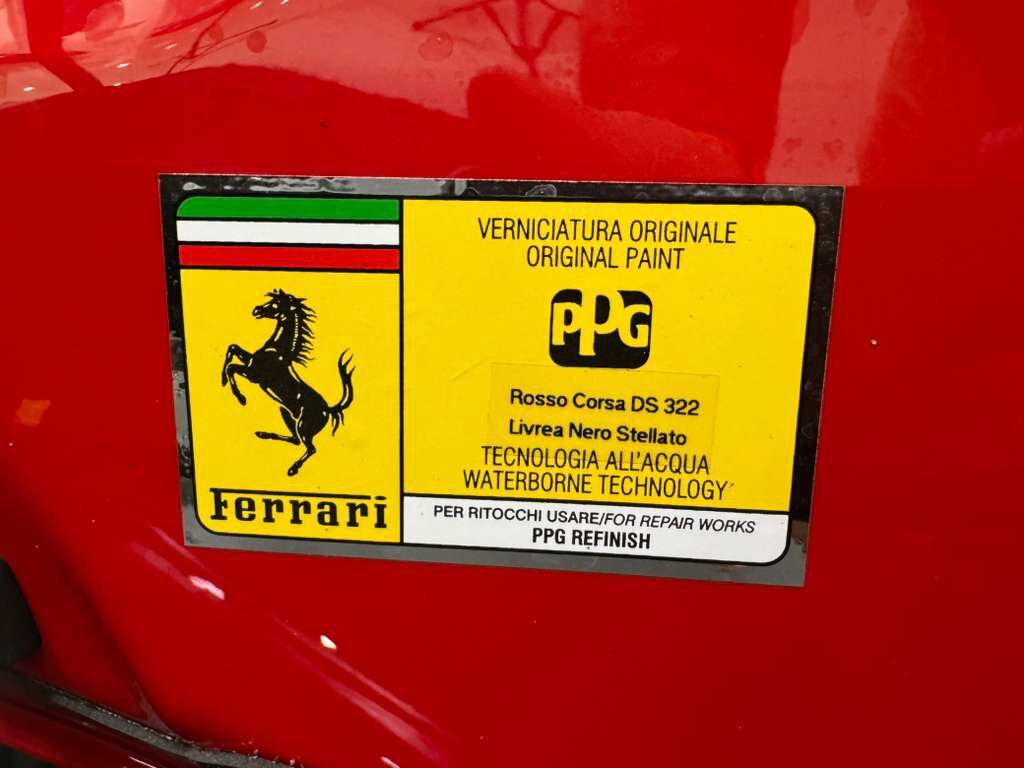 Ferrari
VERNICIATURA ORIGINALE
ORIGINAL PAINT
PPG
Rosso Corsa DS 322
Livrea Nero Stellato
TECNOLOGIA ALL'ACQUA
WATERBORNE TECHNOLOGY
PER RITOCCHI USARE/FOR REPAIR WORKS
PPG REFINISH